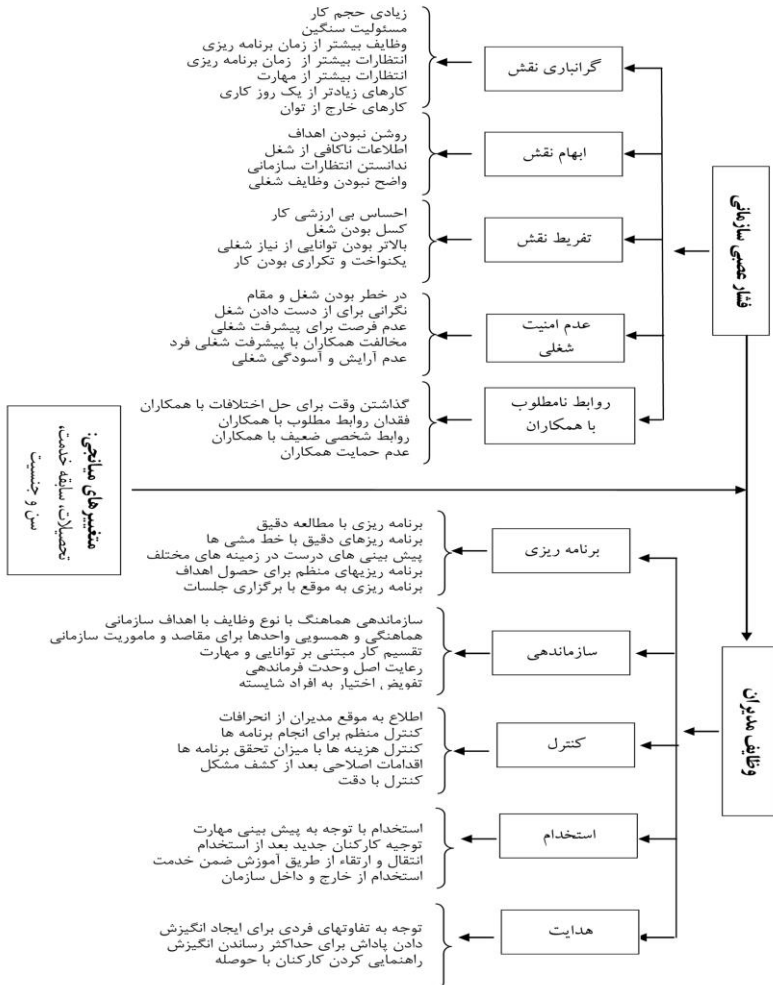 فشار عصبی سازمانی
گرانباری نقش
زیادی حجم کار
مسئولیت سنگین
وظایف بیشتر از زمان برنامه ریزی
انتظارات بیشتر از زمان برنامه ریزی
انتظارات بیشتر از مهارت
کارهای زیادتر از یک روز کاری
کارهای خارج از توان
ابهام نقش
روشن نبودن اهداف
اطلاعات ناکافی از شغل
ندانستن انتظارات سازمانی
واضح نبودن وظایف شغلی
تفریط نقش
احساس بی ارزشی کار
کسل بودن شغل
بالاتر بودن توانایی از نیاز شغلی
یکنواخت و تکراری بودن کار
عدم امنیت
شغلی
در خطر بودن شغل و مقام
نگرانی برای از دست دادن شغل
عدم فرصت برای پیشرفت شغلی
مخالفت همکاران با پیشرفت شغلی فرد
عدم آرایش و آسودگی شغلی
روابط نامطلوب
با همکاران
گذاشتن وقت برای حل اختلافات با همکاران
فقدان روابط مطلوب با همکاران
روابط شخصی ضعیف با همکاران
عدم حمایت همکاران
متغییرهای میانجی:
تحصیلات، سابقه خدمت،
سن و جنسیت
وظایف مدیران
برنامه ریزی
برنامه ریزی با مطالعه دقیق
برنامه ریزهای دقیق با خط مشی ها
پیش بینی های درست در زمینه های مختلف
برنامه ریزیهای منظم برای حصول اهداف
برنامه ریزی به موقع با برگزاری جلسات
سازماندهی
سازماندهی هماهنگ با نوع وظایف با اهداف سازمانی
هماهنگی و همسویی واحدها برای مقاصد و ماموریت سازمانی
تقسیم کار مبتنی بر توانایی و مهارت
رعایت اصل وحدت فرماندهی
تفویض اختیار به افراد شایسته
کنترل
اطلاع به موقع مدیران از انحرافات
کنترل منظم برای انجام برنامه ها
کنترل هزینه ها با میزان تحقق برنامه ها
اقدامات اصلاحی بعد از کشف مشکل
کنترل با دقت
استخدام
استخدام با توجه به پیش بینی مهارت
توجیه کارکنان جدید بعد از استخدام
انتقال و ارتقاء از طریق آموزش ضمن خدمت
استخدام از خارج و داخل سازمان
هدایت
توجه به تفاوتهای فردی برای ایجاد انگیزش
دادن پاداش برای حداکثر رساندن انگیزش
راهنمایی کردن کارکنان با حوصله